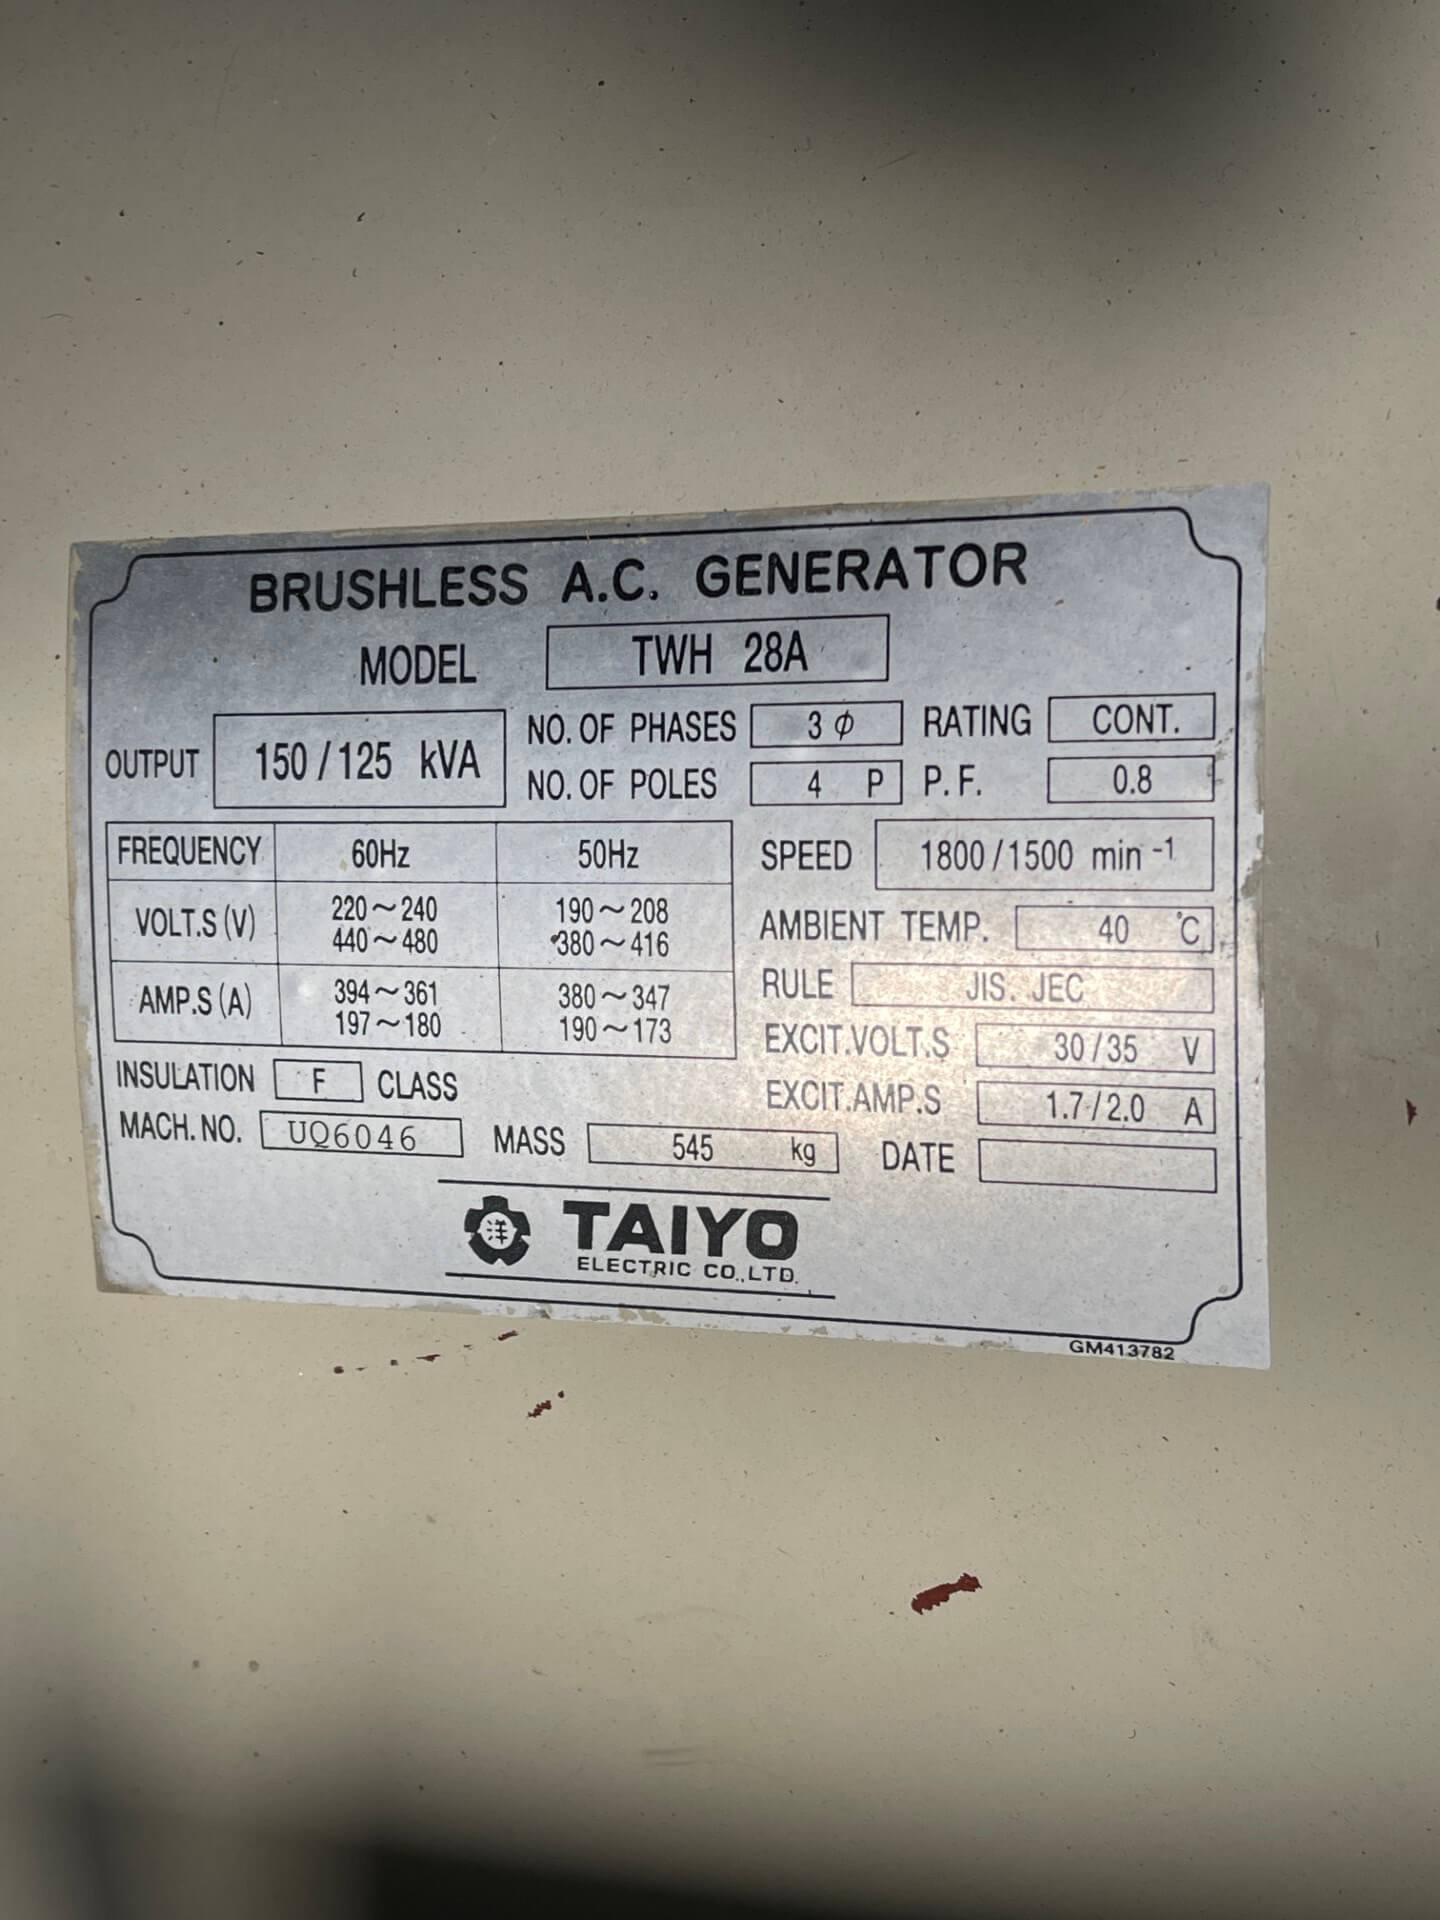 BRUSHLESS A.C. GENERATOR
MODEL TWH 28A
OUTPUT 150/125 kVA
NO. OF PHASES 3 ϕ RATING CONT.
NO. OF POLES 4 P P.F. 0.8
FREQUENCY 60Hz 50Hz
VOLT.S (V) 220~240 190~208
440~480 380~416
AMP.S (A) 394~361 380~347
197~180 190~173
SPEED 1800/1500 min -1
AMBIENT TEMP. 40 ℃
RULE JIS. JEC
EXCIT.VOLT.S 30/35 V
EXCIT.AMP.S 1.7/2.0 A
INSULATION F CLASS
MACH. NO. UQ6046 MASS 545 kg DATE
洋 TAIYO
ELECTRIC CO.,LTD.
GM413782